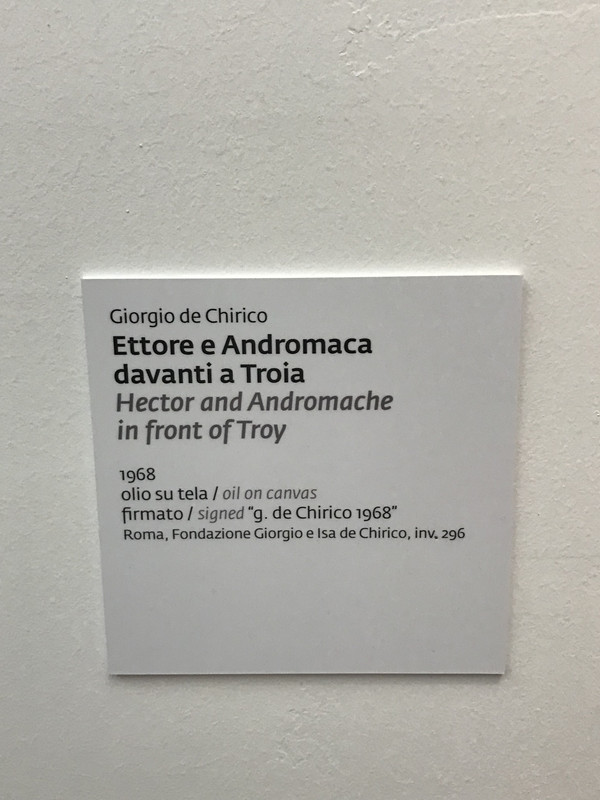 Giorgio de Chirico
Ettore e Andromaca
davanti a Troia
Hector and Andromache
in front of Troy
1968
olio su tela / oil on canvas
firmato / signed “g. de Chirico 1968”
Roma, Fondazione Giorgio e Isa de Chirico, inv. 296